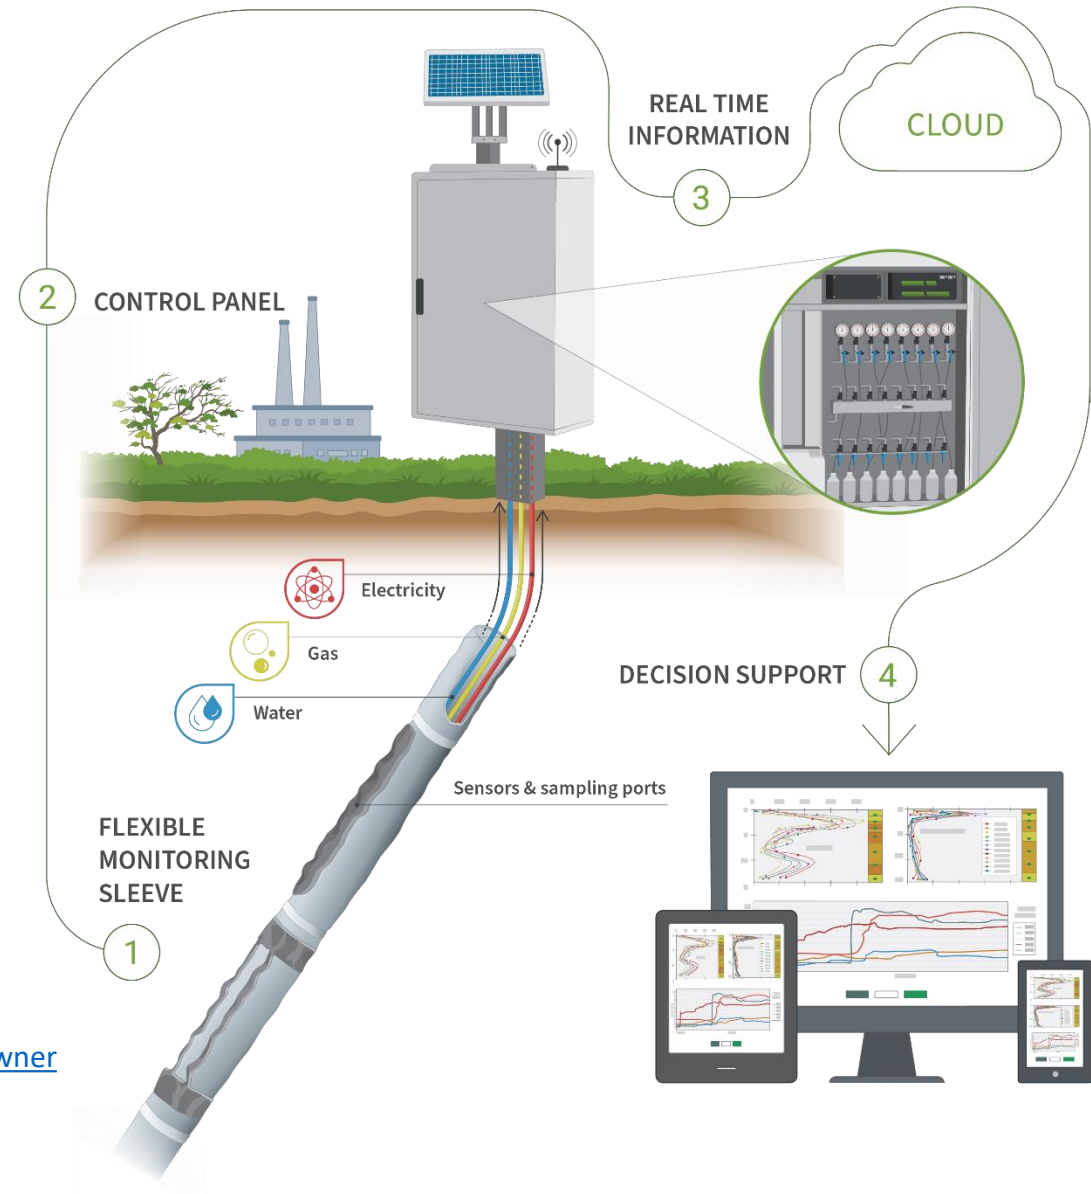 REAL TIME
INFORMATION
3
CLOUD
2
CONTROL PANEL
Electricity
Gas
Water
DECISION SUPPORT
4
Sensors & sampling ports
FLEXIBLE
MONITORING
SLEEVE
1
wner